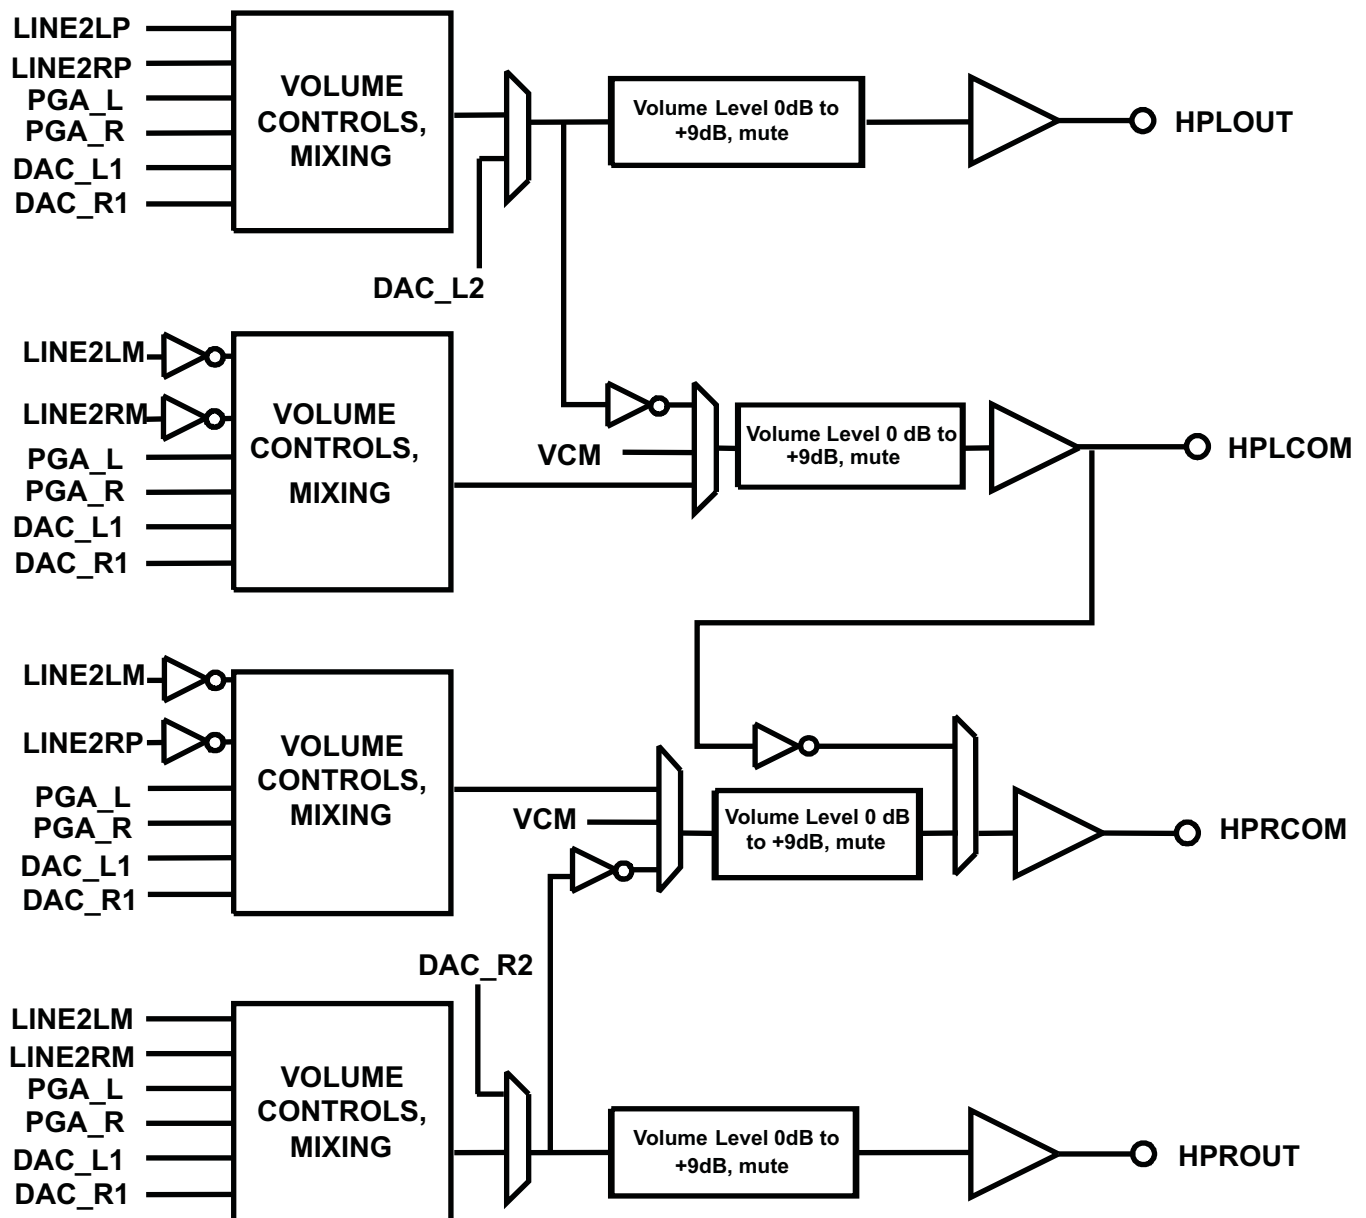 LINE2LP
LINE2RP
PGA_L
PGA_R
DAC_L1
DAC_R1
VOLUME
CONTROLS,
MIXING
DAC_L2
Volume Level 0dB to
+9dB, mute
HPLOUT
LINE2LM
LINE2RM
PGA_L
PGA_R
DAC_L1
DAC_R1
VOLUME
CONTROLS,
MIXING
VCM
Volume Level 0 dB to
+9dB, mute
HPLCOM
LINE2LM
LINE2RP
PGA_L
PGA_R
DAC_L1
DAC_R1
VOLUME
CONTROLS,
MIXING
VCM
Volume Level 0 dB
to +9dB, mute
HPRCOM
DAC_R2
LINE2LM
LINE2RM
PGA_L
PGA_R
DAC_L1
DAC_R1
VOLUME
CONTROLS,
MIXING
Volume Level 0dB to
+9dB, mute
HPROUT